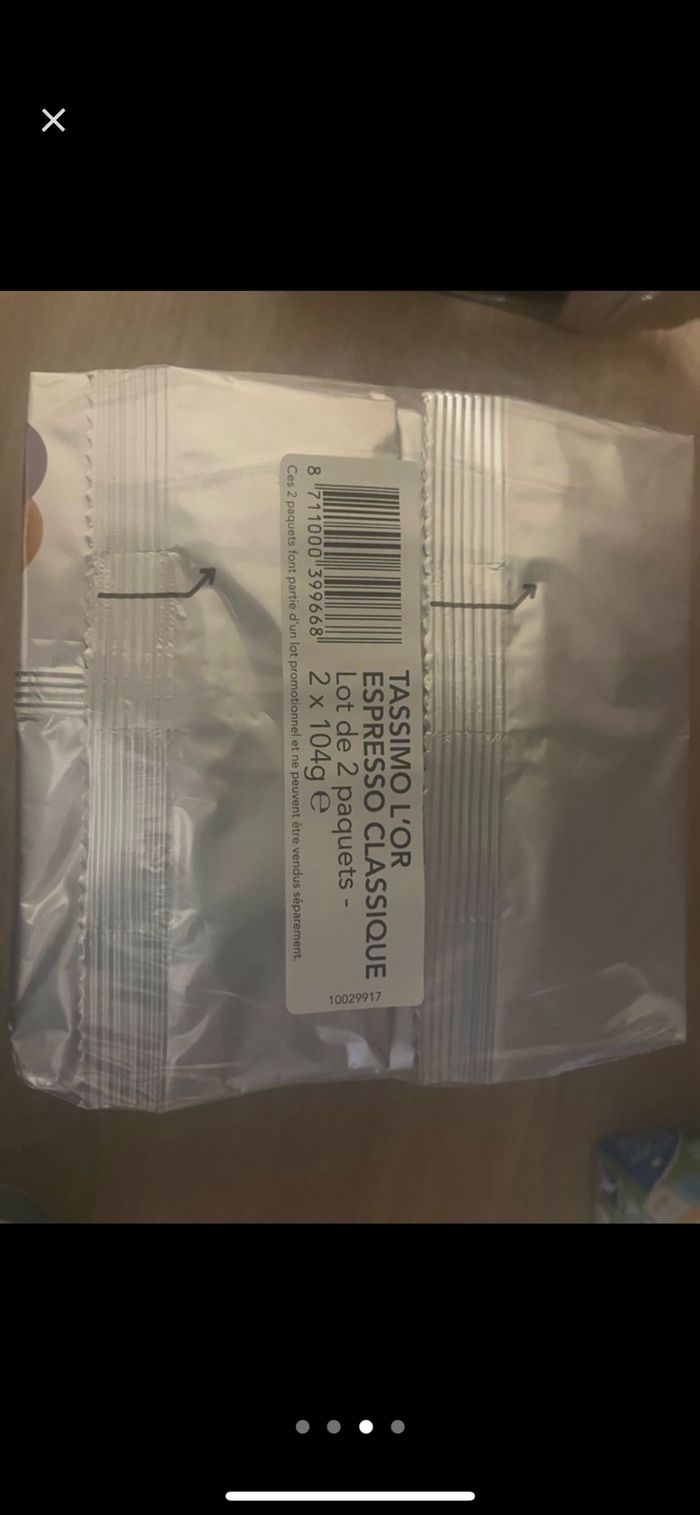 TASSIMO L'OR
ESPRESSO CLASSIQUE
Lot de 2 paquets -
2 x 104g e
8 711000 399668
Ces 2 paquets font partie d'un lot promotionnel et ne peuvent être vendus séparement.
10029917